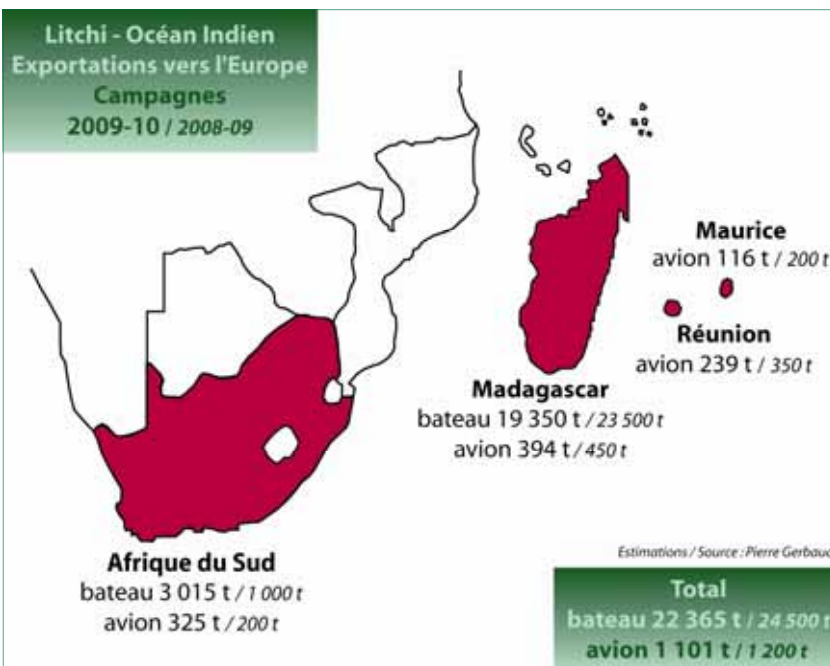 Litchi - Océan Indien
Exportations vers l'Europe
Campagnes
2009-10 / 2008-09
Maurice
avion 116 t / 200 t
Réunion
avion 239 t / 350 t
Madagascar
bateau 19 350 t / 23 500 t
avion 394 t / 450 t
Afrique du Sud
bateau 3 015 t / 1 000 t
avion 325 t / 200 t
Estimations / Source : Pierre Gerbaud
Total
bateau 22 365 t / 24 500 t
avion 1 101 t / 1 200 t